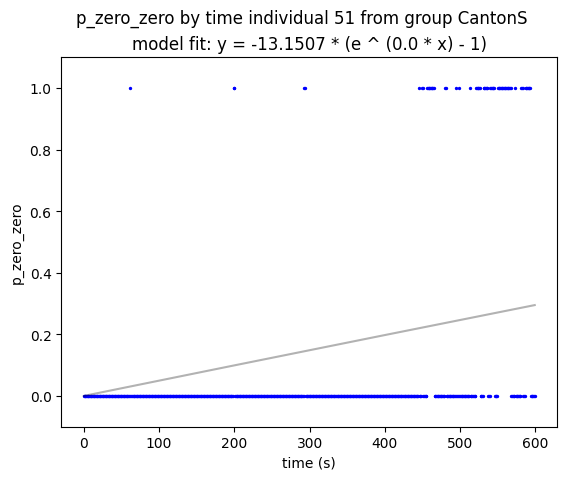 p_zero_zero by time individual 51 from group CantonS
model fit: y = -13.1507 * (e ^ (0.0 * x) - 1)
1.0
0.8
0.6
0.4
0.2
0.0
p_zero_zero
0 100 200 300 400 500 600
time (s)